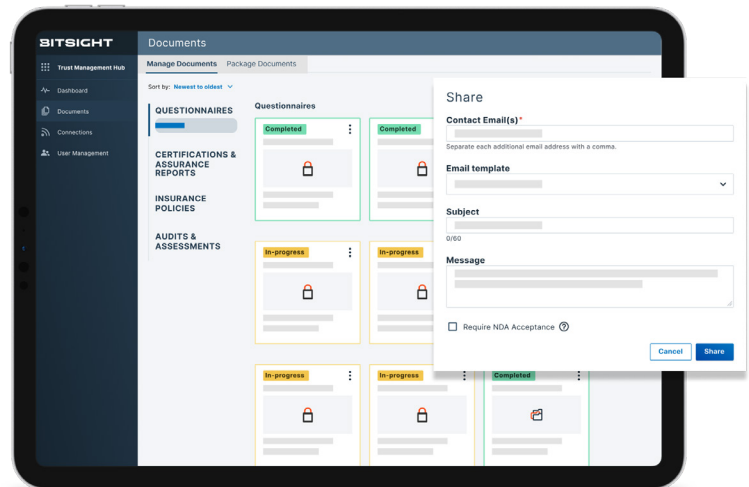 BITSIGHT
Trust Management Hub
Dashboard
Documents
Connections
User Management
Documents
Manage Documents Package Documents
Sort by: Newest to oldest
QUESTIONNAIRES
CERTIFICATIONS &
ASSURANCE
REPORTS
INSURANCE
POLICIES
AUDITS &
ASSESSMENTS
Questionnaires
Completed Completed
In-progress In-progress
In-progress In-progress Completed
Share
Contact Email(s)*
Separate each additional email address with a comma.
Email template
Subject
0/60
Message
Require NDA Acceptance
Cancel Share